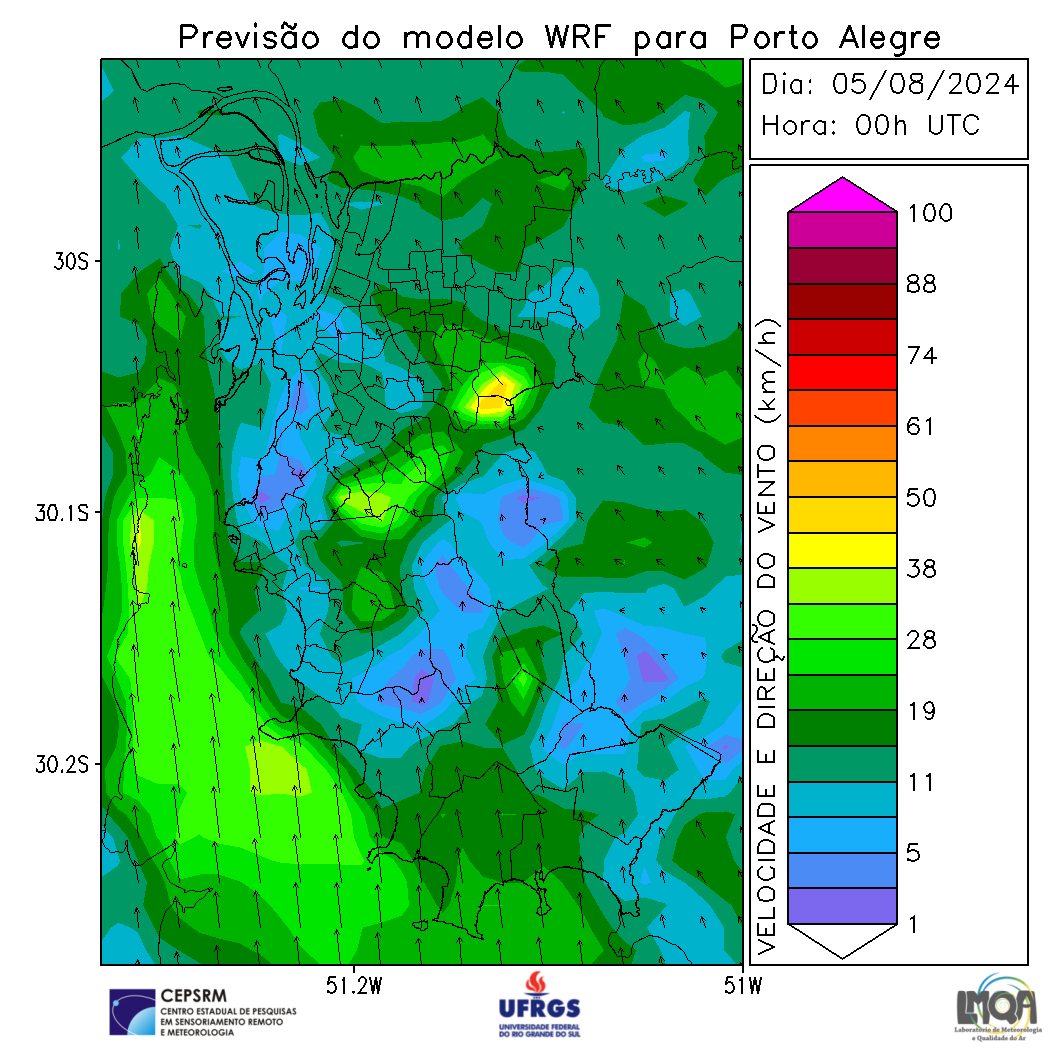 Previsão do modelo WRF para Porto Alegre
Dia: 05/08/2024
Hora: 00h UTC
30S
30.1S
30.2S
51.2W
51W
VELOCIDADE E DIREÇÃO DO VENTO (km/h)
100
88
74
61
50
38
28
19
11
5
1
CEPSRM
CENTRO ESTADUAL DE PESQUISAS
EM SENSORIAMENTO REMOTO
E METEOROLOGIA
UFRGS
UNIVERSIDADE FEDERAL
DO RIO GRANDE DO SUL
LMQA
Laboratório de Meteorologia
e Qualidade do Ar